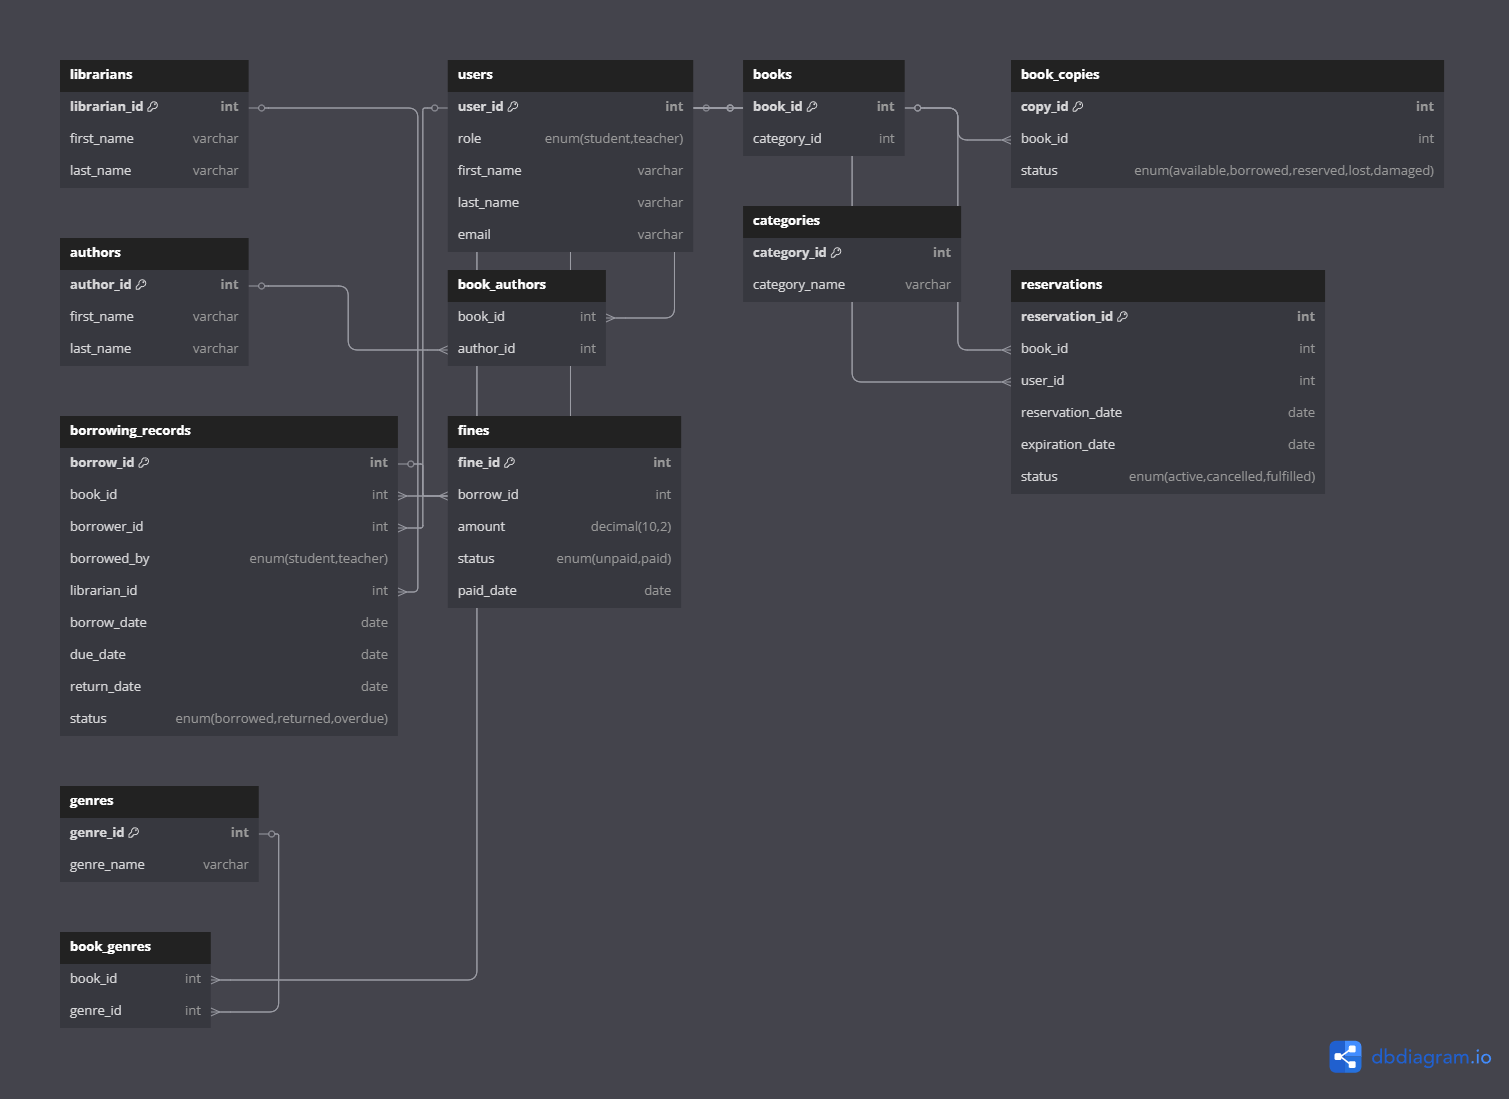 librarians
librarian_id int
first_name varchar
last_name varchar
users
user_id int
role enum(student,teacher)
first_name varchar
last_name varchar
email varchar
books
book_id int
category_id int
book_copies
copy_id int
book_id int
status enum(available,borrowed,reserved,lost,damaged)
authors
author_id int
first_name varchar
last_name varchar
book_authors
book_id int
author_id int
categories
category_id int
category_name varchar
reservations
reservation_id int
book_id int
user_id int
reservation_date date
expiration_date date
status enum(active,cancelled,fulfilled)
borrowing_records
borrow_id int
book_id int
borrower_id int
borrowed_by enum(student,teacher)
librarian_id int
borrow_date date
due_date date
return_date date
status enum(borrowed,returned,overdue)
fines
fine_id int
borrow_id int
amount decimal(10,2)
status enum(unpaid,paid)
paid_date date
genres
genre_id int
genre_name varchar
book_genres
book_id int
genre_id int
dbdiagram.io